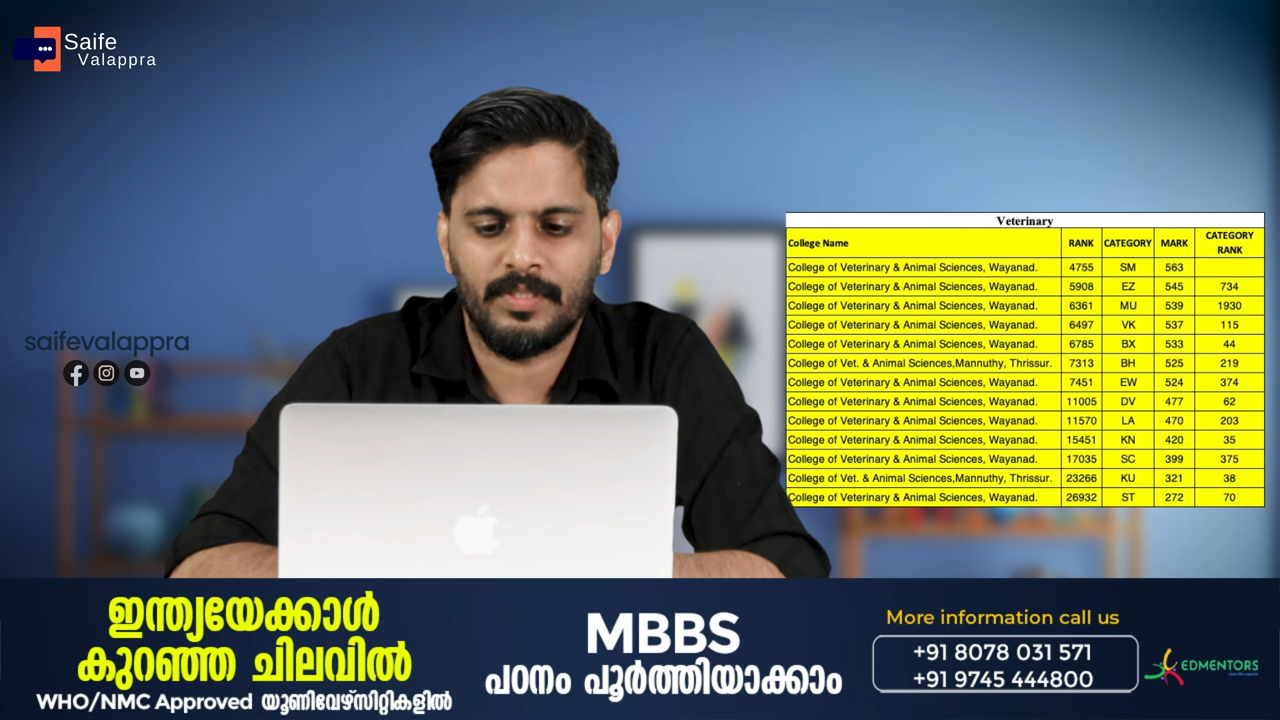 Saife
Valappra
saifevalappra
Veterinary
College Name RANK CATEGORY MARK CATEGORY RANK
College of Veterinary & Animal Sciences, Wayanad. 4755 SM 563
College of Veterinary & Animal Sciences, Wayanad. 5908 EZ 545 734
College of Veterinary & Animal Sciences, Wayanad. 6361 MU 539 1930
College of Veterinary & Animal Sciences, Wayanad. 6497 VK 537 115
College of Veterinary & Animal Sciences, Wayanad. 6785 BX 533 44
College of Vet. & Animal Sciences,Mannuthy, Thrissur. 7313 BH 525 219
College of Veterinary & Animal Sciences, Wayanad. 7451 EW 524 374
College of Veterinary & Animal Sciences, Wayanad. 11005 DV 477 62
College of Veterinary & Animal Sciences, Wayanad. 11570 LA 470 203
College of Veterinary & Animal Sciences, Wayanad. 15451 KN 420 35
College of Veterinary & Animal Sciences, Wayanad. 17035 SC 399 375
College of Vet. & Animal Sciences,Mannuthy, Thrissur. 23266 KU 321 38
College of Veterinary & Animal Sciences, Wayanad. 26932 ST 272 70
ഇന്ത്യയേക്കാൾ
കുറഞ്ഞ ചിലവിൽ
WHO/NMC Approved യൂണിവേഴ്സിറ്റികളിൽ
MBBS
പഠനം പൂർത്തിയാക്കാം
More information call us
+91 8078 031 571
+91 9745 444800
EDMENTORS